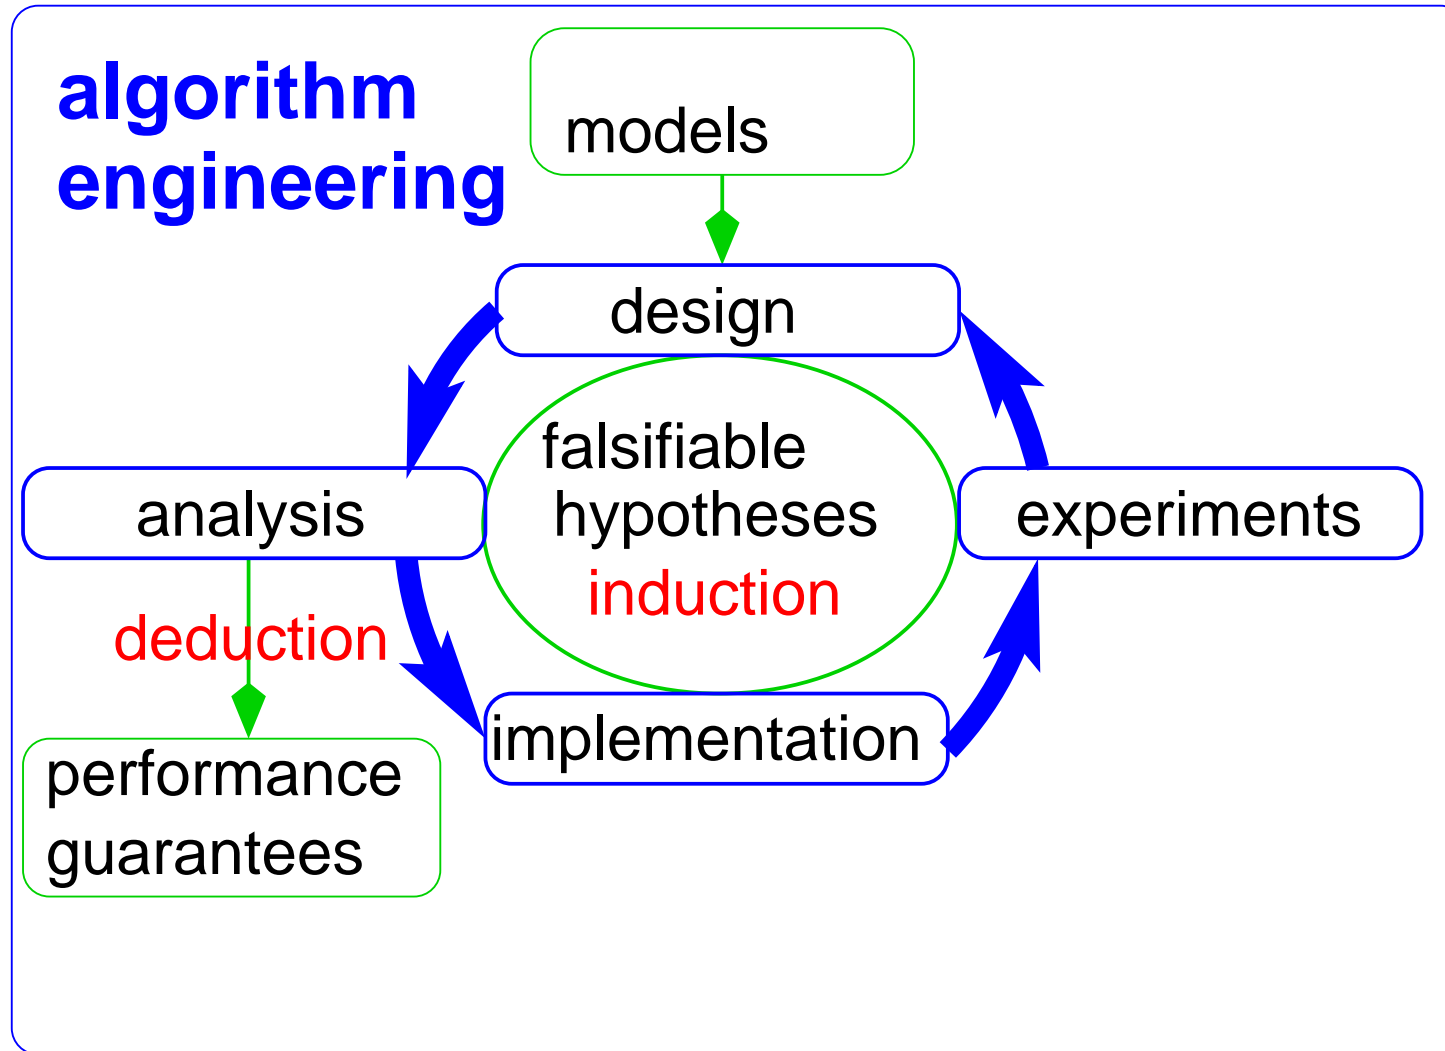 algorithm
engineering
models
design
falsifiable
hypotheses
induction
analysis
experiments
deduction
implementation
performance
guarantees